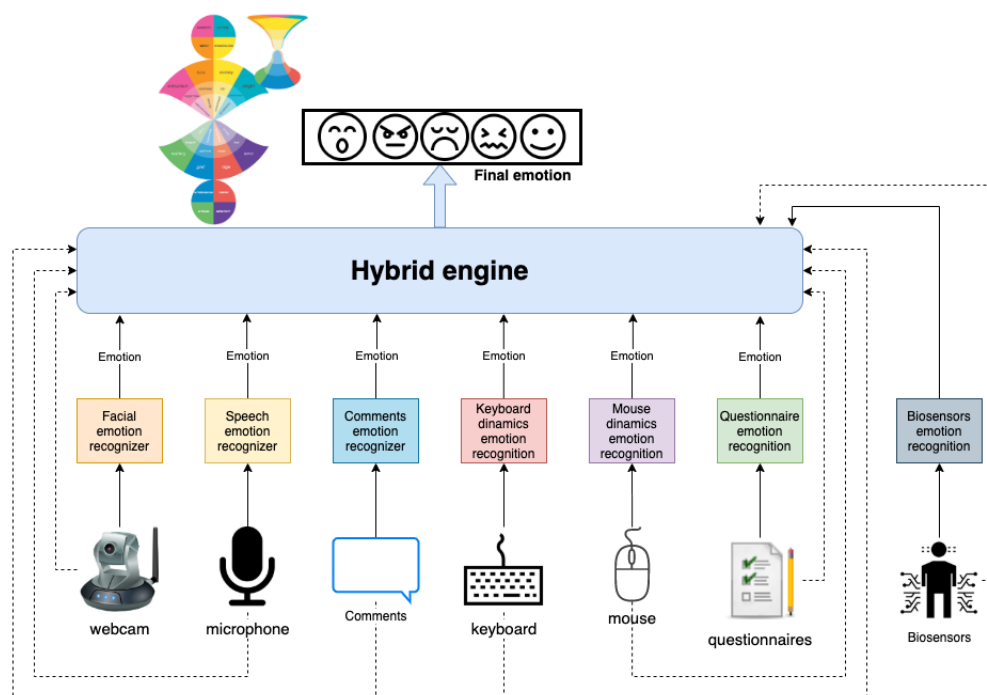 Final emotion
Hybrid engine
Emotion
Emotion
Emotion
Emotion
Emotion
Emotion
Facial
emotion
recognizer
Speech
emotion
recognizer
Comments
emotion
recognizer
Keyboard
dinamics
emotion
recognition
Mouse
dinamics
emotion
recognition
Questionnaire
emotion
recognition
Biosensors
emotion
recognition
webcam
microphone
Comments
keyboard
mouse
questionnaires
Biosensors